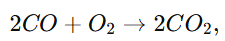 2CO + O₂ → 2CO₂,